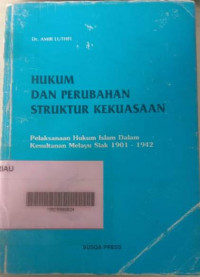 Dr. Amir Luthfi
HUKUM
DAN PERUBAHAN
STRUKTUR KEKUASAAN
Pelaksanaan Hukum Islam Dalam
Kesultanan Melayu Siak 1901 - 1942
IAU
SUSQA PRESS